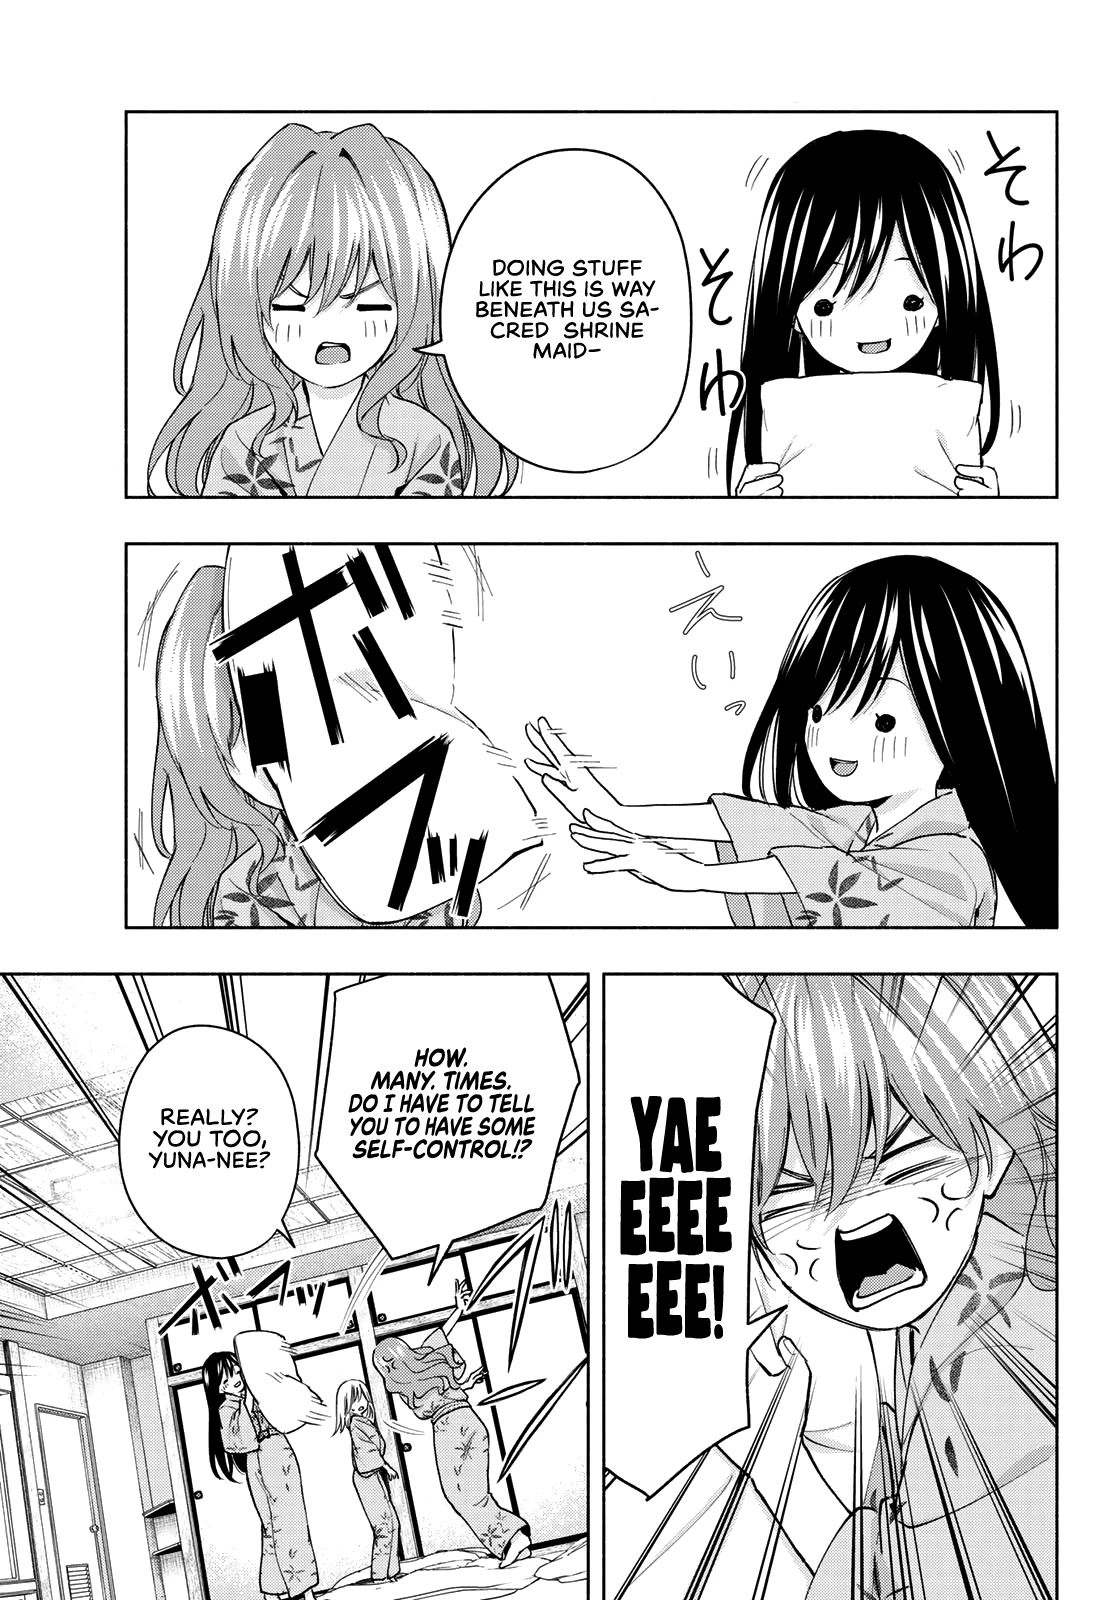 そわ
そわ
DOING STUFF
LIKE THIS IS WAY
BENEATH US SA-
CRED SHRINE
MAID-
えいっ
ボフッ
YAE
EEEE
EEE!
HOW.
MANY. TIMES.
DO I HAVE TO TELL
YOU TO HAVE SOME
SELF-CONTROL!?
REALLY?
YOU TOO,
YUNA-NEE?